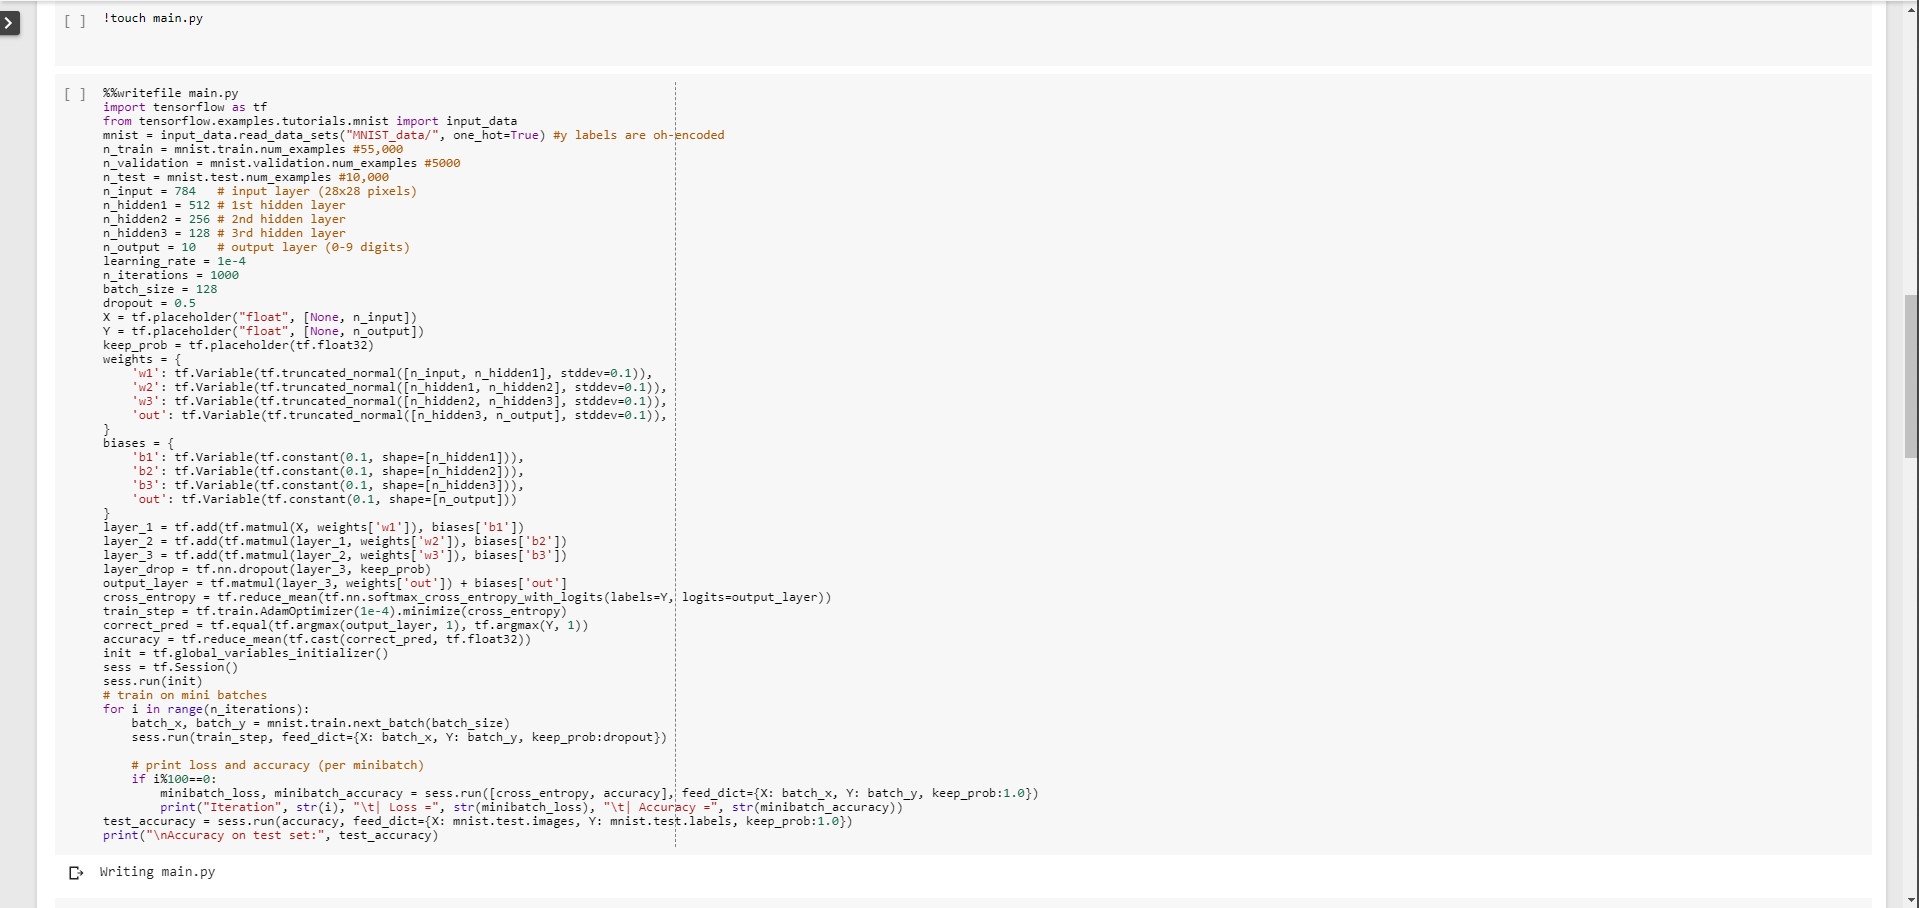 [ ] !touch main.py
[ ] %%writefile main.py
import tensorflow as tf
from tensorflow.examples.tutorials.mnist import input_data
mnist = input_data.read_data_sets("MNIST_data/", one_hot=True) #y labels are oh-encoded
n_train = mnist.train.num_examples #55,000
n_validation = mnist.validation.num_examples #5000
n_test = mnist.test.num_examples #10,000
n_input = 784   # input layer (28x28 pixels)
n_hidden1 = 512 # 1st hidden layer
n_hidden2 = 256 # 2nd hidden layer
n_hidden3 = 128 # 3rd hidden layer
n_output = 10   # output layer (0-9 digits)
learning_rate = 1e-4
n_iterations = 1000
batch_size = 128
dropout = 0.5
X = tf.placeholder("float", [None, n_input])
Y = tf.placeholder("float", [None, n_output])
keep_prob = tf.placeholder(tf.float32)
weights = {
    'w1': tf.Variable(tf.truncated_normal([n_input, n_hidden1], stddev=0.1)),
    'w2': tf.Variable(tf.truncated_normal([n_hidden1, n_hidden2], stddev=0.1)),
    'w3': tf.Variable(tf.truncated_normal([n_hidden2, n_hidden3], stddev=0.1)),
    'out': tf.Variable(tf.truncated_normal([n_hidden3, n_output], stddev=0.1)),
}
biases = {
    'b1': tf.Variable(tf.constant(0.1, shape=[n_hidden1])),
    'b2': tf.Variable(tf.constant(0.1, shape=[n_hidden2])),
    'b3': tf.Variable(tf.constant(0.1, shape=[n_hidden3])),
    'out': tf.Variable(tf.constant(0.1, shape=[n_output]))
}
layer_1 = tf.add(tf.matmul(X, weights['w1']), biases['b1'])
layer_2 = tf.add(tf.matmul(layer_1, weights['w2']), biases['b2'])
layer_3 = tf.add(tf.matmul(layer_2, weights['w3']), biases['b3'])
layer_drop = tf.nn.dropout(layer_3, keep_prob)
output_layer = tf.matmul(layer_3, weights['out']) + biases['out']
cross_entropy = tf.reduce_mean(tf.nn.softmax_cross_entropy_with_logits(labels=Y, logits=output_layer))
train_step = tf.train.AdamOptimizer(1e-4).minimize(cross_entropy)
correct_pred = tf.equal(tf.argmax(output_layer, 1), tf.argmax(Y, 1))
accuracy = tf.reduce_mean(tf.cast(correct_pred, tf.float32))
init = tf.global_variables_initializer()
sess = tf.Session()
sess.run(init)
# train on mini batches
for i in range(n_iterations):
    batch_x, batch_y = mnist.train.next_batch(batch_size)
    sess.run(train_step, feed_dict={X: batch_x, Y: batch_y, keep_prob:dropout})
    # print loss and accuracy (per minibatch)
    if i%100==0:
        minibatch_loss, minibatch_accuracy = sess.run([cross_entropy, accuracy], feed_dict={X: batch_x, Y: batch_y, keep_prob:1.0})
        print("Iteration", str(i), "\t| Loss =", str(minibatch_loss), "\t| Accuracy =", str(minibatch_accuracy))
test_accuracy = sess.run(accuracy, feed_dict={X: mnist.test.images, Y: mnist.test.labels, keep_prob:1.0})
print("\nAccuracy on test set:", test_accuracy)
Writing main.py